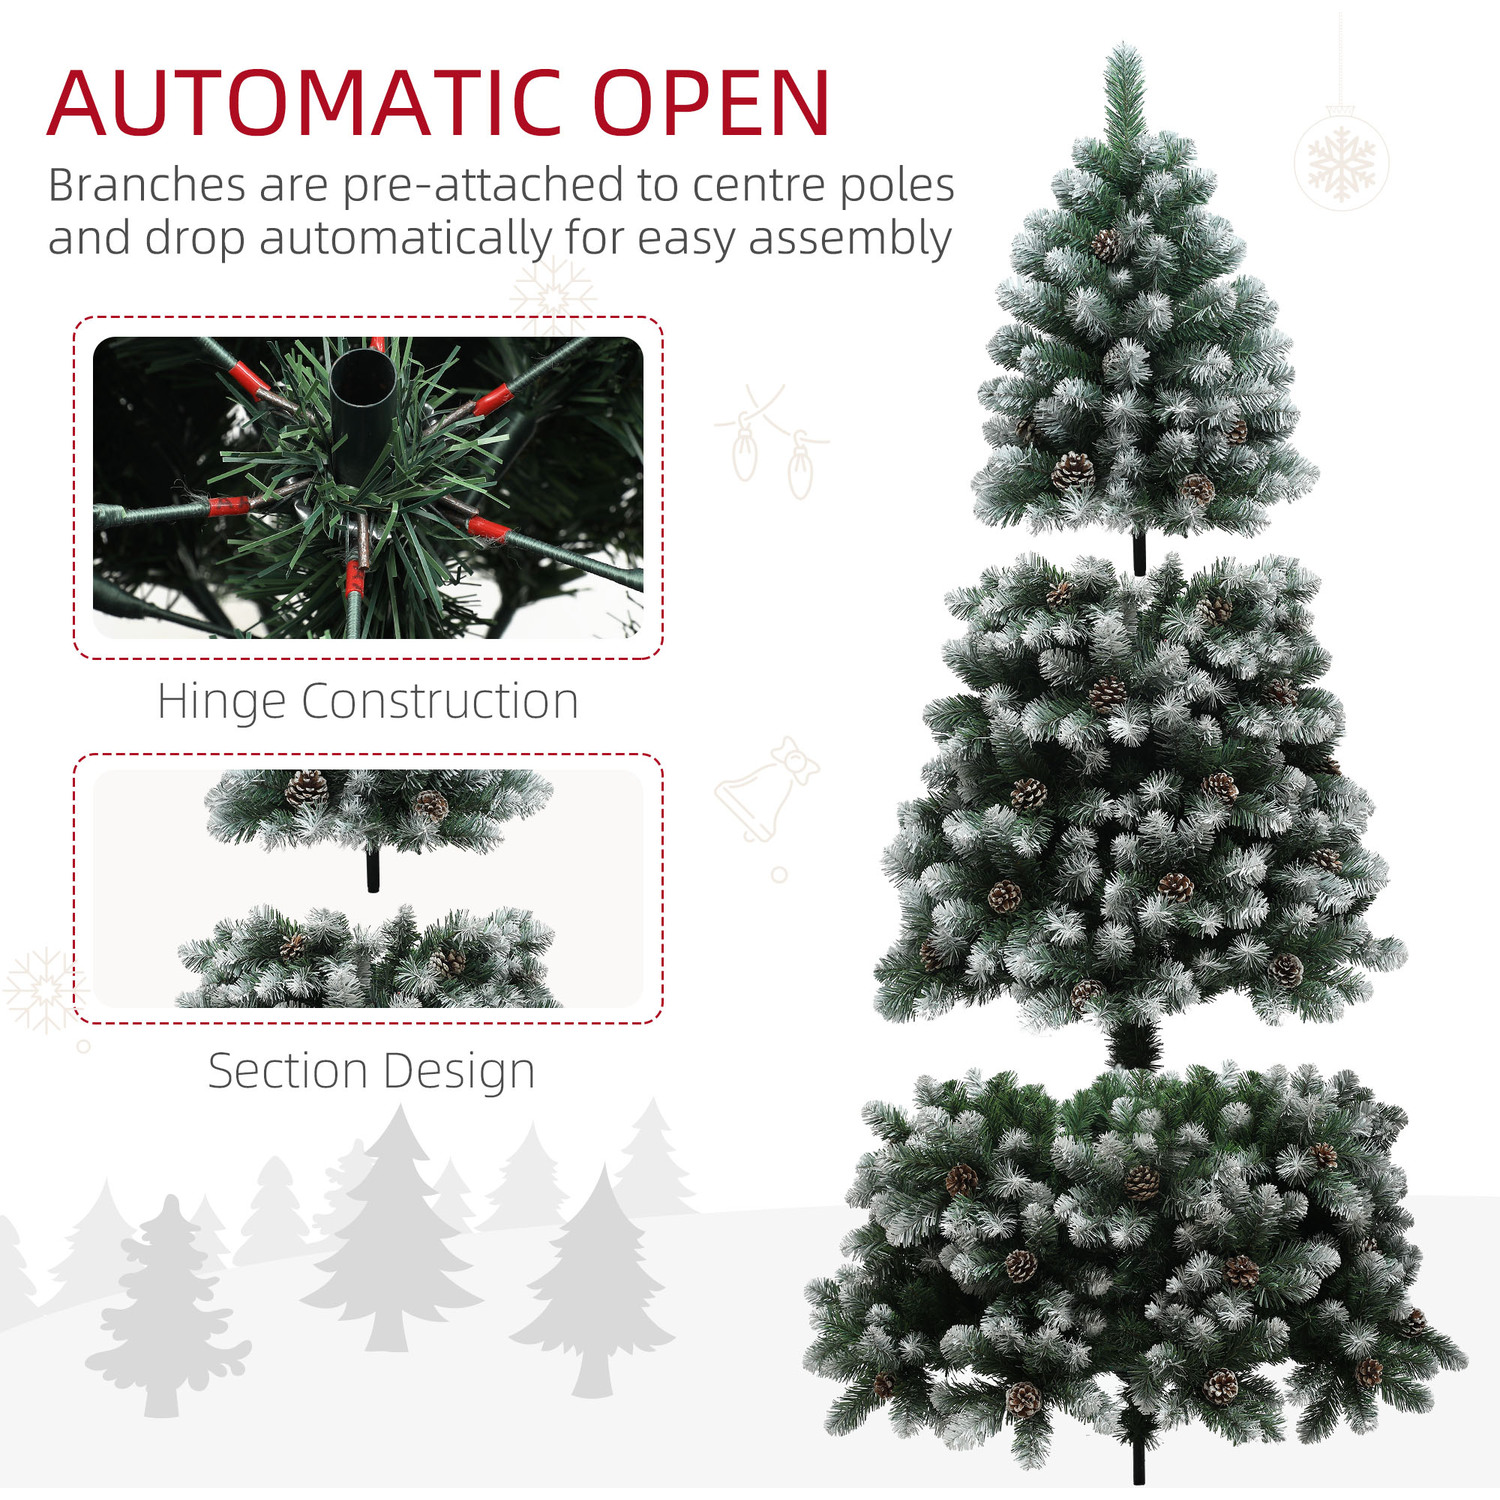 AUTOMATIC OPEN
Branches are pre-attached to centre poles
and drop automatically for easy assembly
Hinge Construction
Section Design